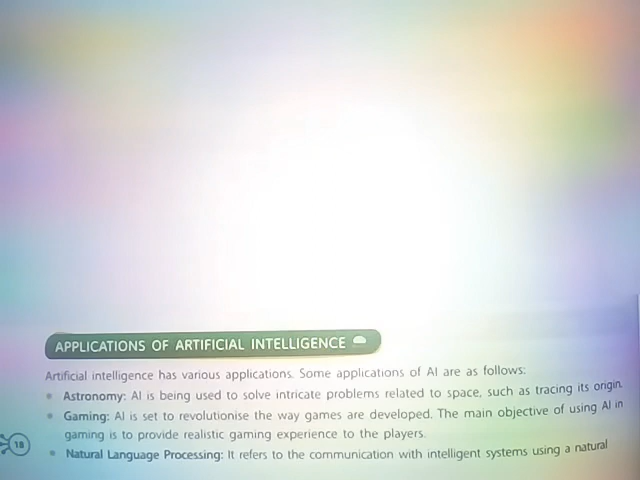 APPLICATIONS OF ARTIFICIAL INTELLIGENCE
Artificial intelligence has various applications. Some applications of AI are as follows:
• Astronomy: AI is being used to solve intricate problems related to space, such as tracing its origin.
• Gaming: AI is set to revolutionise the way games are developed. The main objective of using AI in
gaming is to provide realistic gaming experience to the players.
• Natural Language Processing: It refers to the communication with intelligent systems using a natural
18